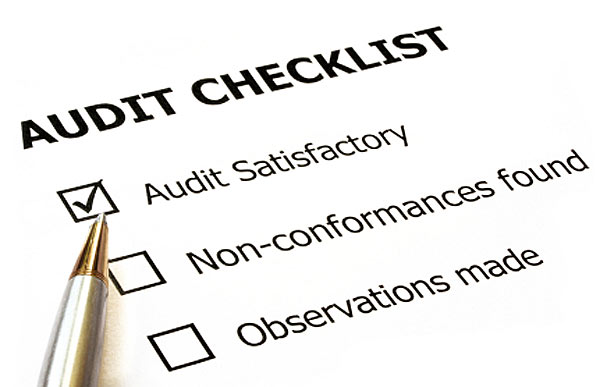 AUDIT CHECKLIST
Audit Satisfactory
Non-conformances found
Observations made